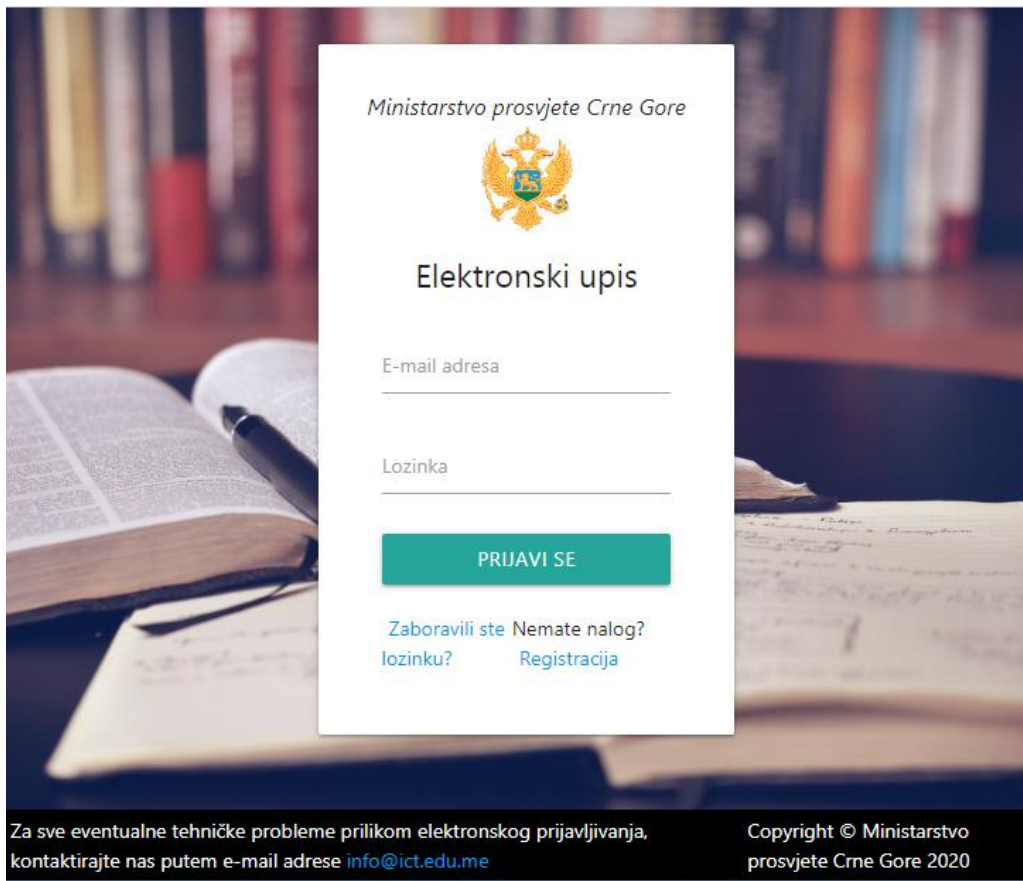 Ministarstvo prosvjete Crne Gore
Elektronski upis
E-mail adresa
Lozinka
PRIJAVI SE
Zaboravili ste lozinku?
Nemate nalog?
Registracija
Za sve eventualne tehničke probleme prilikom elektronskog prijavljivanja,
kontaktirajte nas putem e-mail adrese info@ict.edu.me
Copyright © Ministarstvo
prosvjete Crne Gore 2020